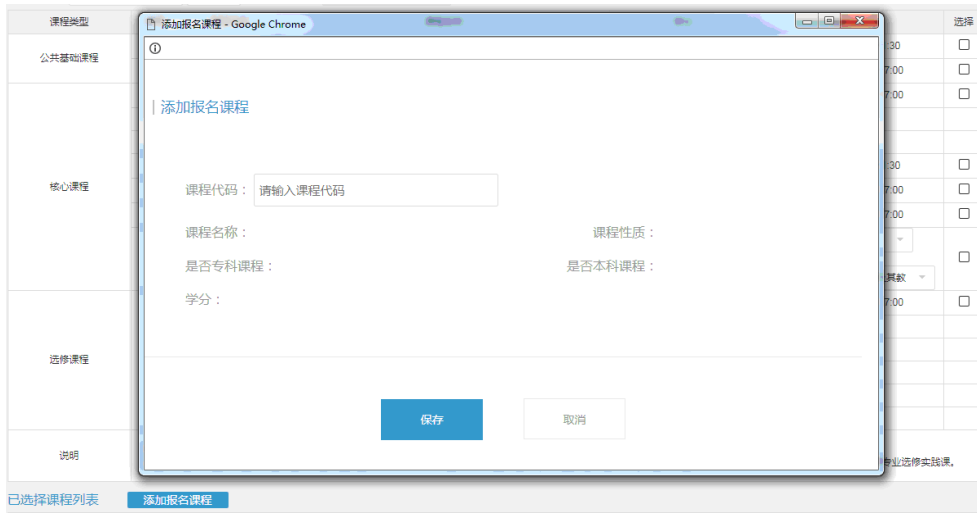 课程类型
选择
添加报名课程 - Google Chrome
:30
公共基础课程
7:00
7:00
添加报名课程
:30
核心课程
课程代码： 请输入课程代码
7:00
7:00
课程名称： 课程性质：
是否专科课程： 是否本科课程：
其教
学分：
7:00
选修课程
保存 取消
说明
专业选修实践课。
已选择课程列表 添加报名课程